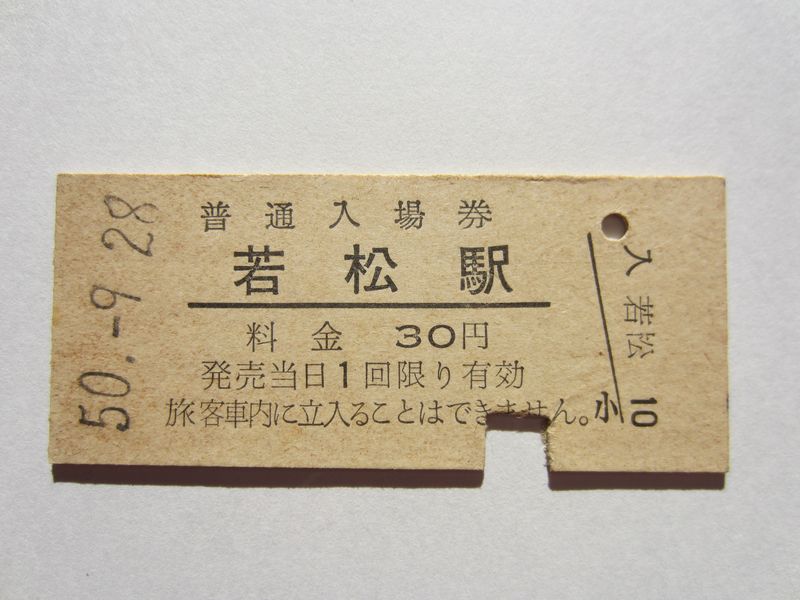 普通入場券
若松駅
料金 30円
発売当日1回限り有効
旅客車内に立入ることはできません。
50.-9.28
入 若松
小
10